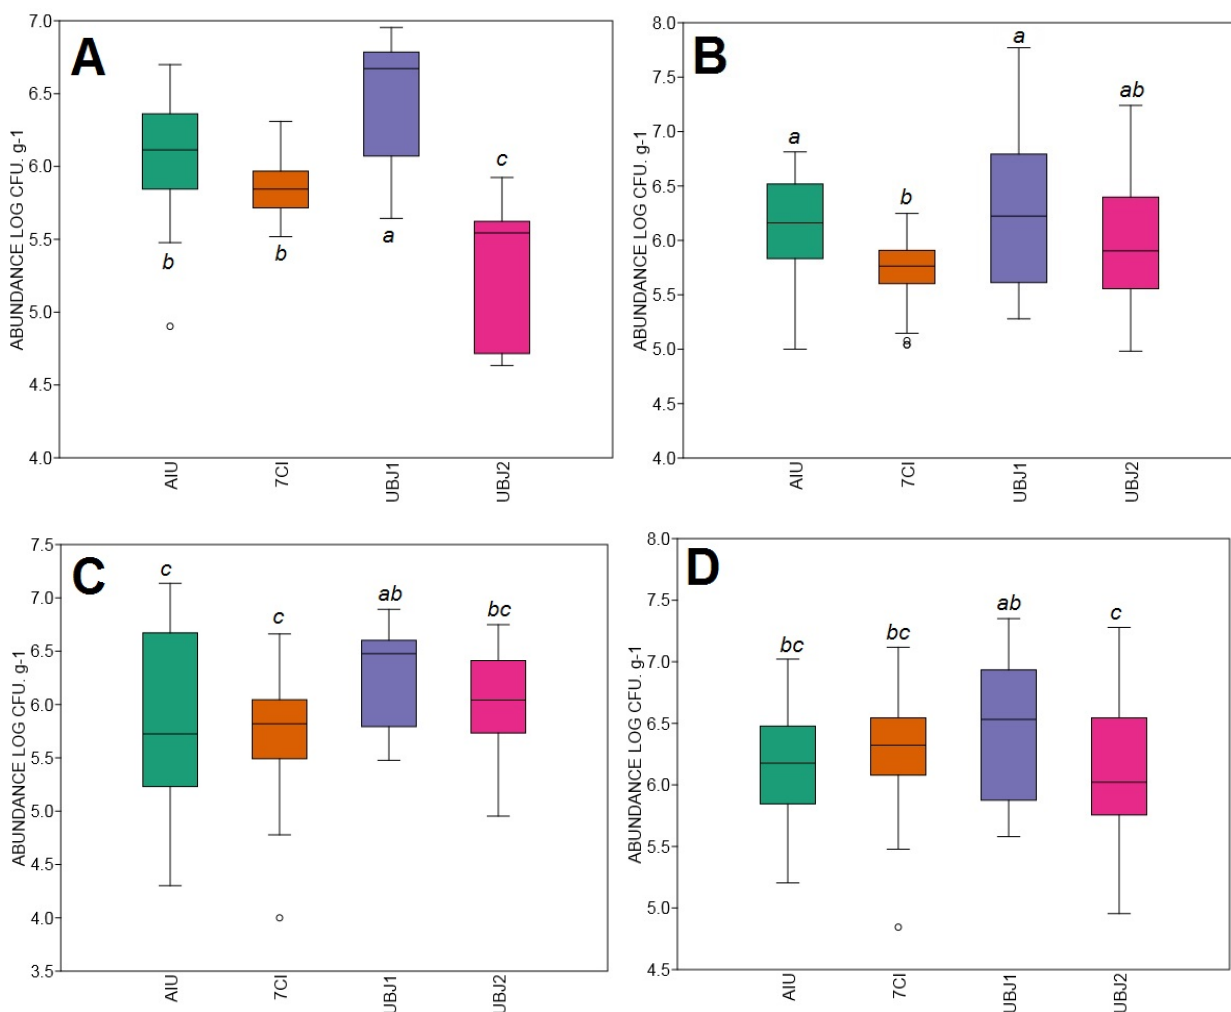 A
ABUNDANCE LOG CFU. g-1
7.0
6.5
6.0
5.5
5.0
4.5
4.0
b
b
a
c
AIU
7CI
UBJ1
UBJ2
B
ABUNDANCE LOG CFU. g-1
8.0
7.5
7.0
6.5
6.0
5.5
5.0
4.5
4.0
a
b
a
ab
AIU
7CI
UBJ1
UBJ2
C
ABUNDANCE LOG CFU. g-1
7.5
7.0
6.5
6.0
5.5
5.0
4.5
4.0
3.5
c
c
ab
bc
AIU
7CI
UBJ1
UBJ2
D
ABUNDANCE LOG CFU. g-1
8.0
7.5
7.0
6.5
6.0
5.5
5.0
4.5
bc
bc
ab
c
AIU
7CI
UBJ1
UBJ2